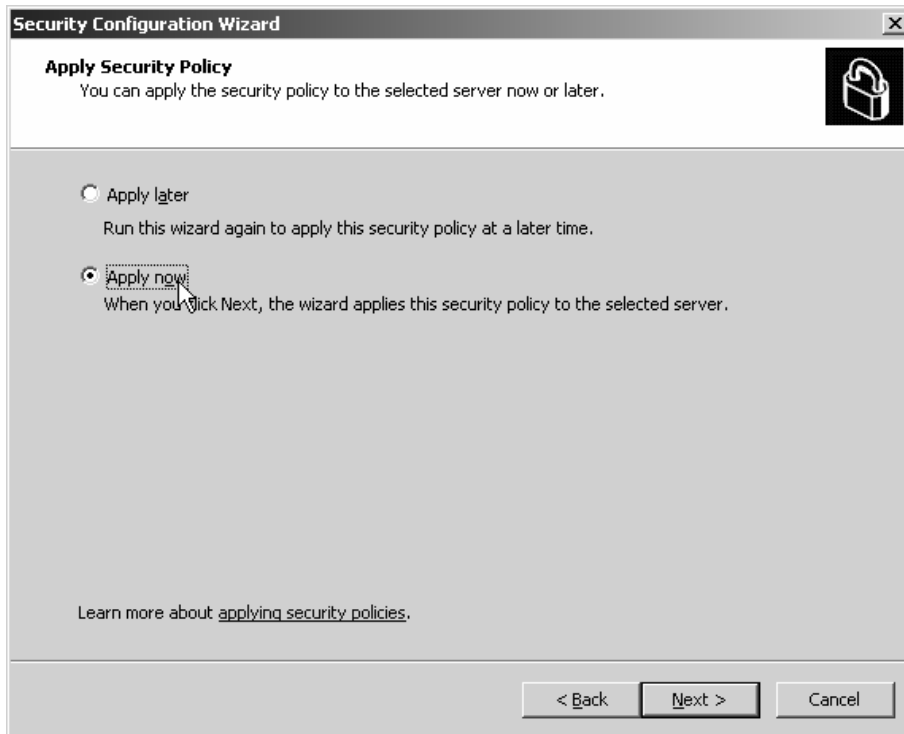 Security Configuration Wizard
Apply Security Policy
You can apply the security policy to the selected server now or later.
Apply later
Run this wizard again to apply this security policy at a later time.
Apply now
When you click Next, the wizard applies this security policy to the selected server.
Learn more about applying security policies.
< Back Next > Cancel